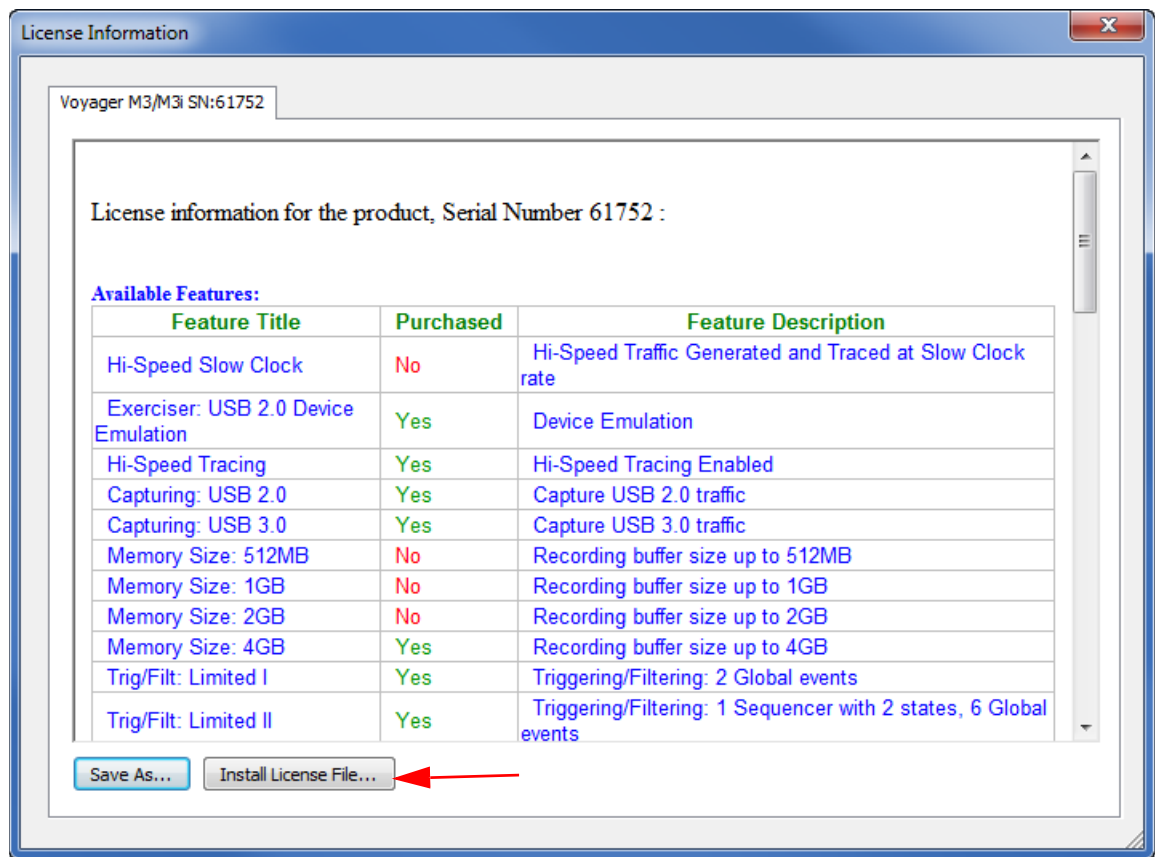 License Information
X
Voyager M3/M3i SN:61752
License information for the product, Serial Number 61752 :
Available Features:
Feature Title Purchased Feature Description
Hi-Speed Slow Clock No Hi-Speed Traffic Generated and Traced at Slow Clock
rate
Exerciser: USB 2.0 Device
Emulation Yes Device Emulation
Hi-Speed Tracing Yes Hi-Speed Tracing Enabled
Capturing: USB 2.0 Yes Capture USB 2.0 traffic
Capturing: USB 3.0 Yes Capture USB 3.0 traffic
Memory Size: 512MB No Recording buffer size up to 512MB
Memory Size: 1GB No Recording buffer size up to 1GB
Memory Size: 2GB No Recording buffer size up to 2GB
Memory Size: 4GB Yes Recording buffer size up to 4GB
Trig/Filt: Limited I Yes Triggering/Filtering: 2 Global events
Trig/Filt: Limited II Yes Triggering/Filtering: 1 Sequencer with 2 states, 6 Global
events
Save As... Install License File...